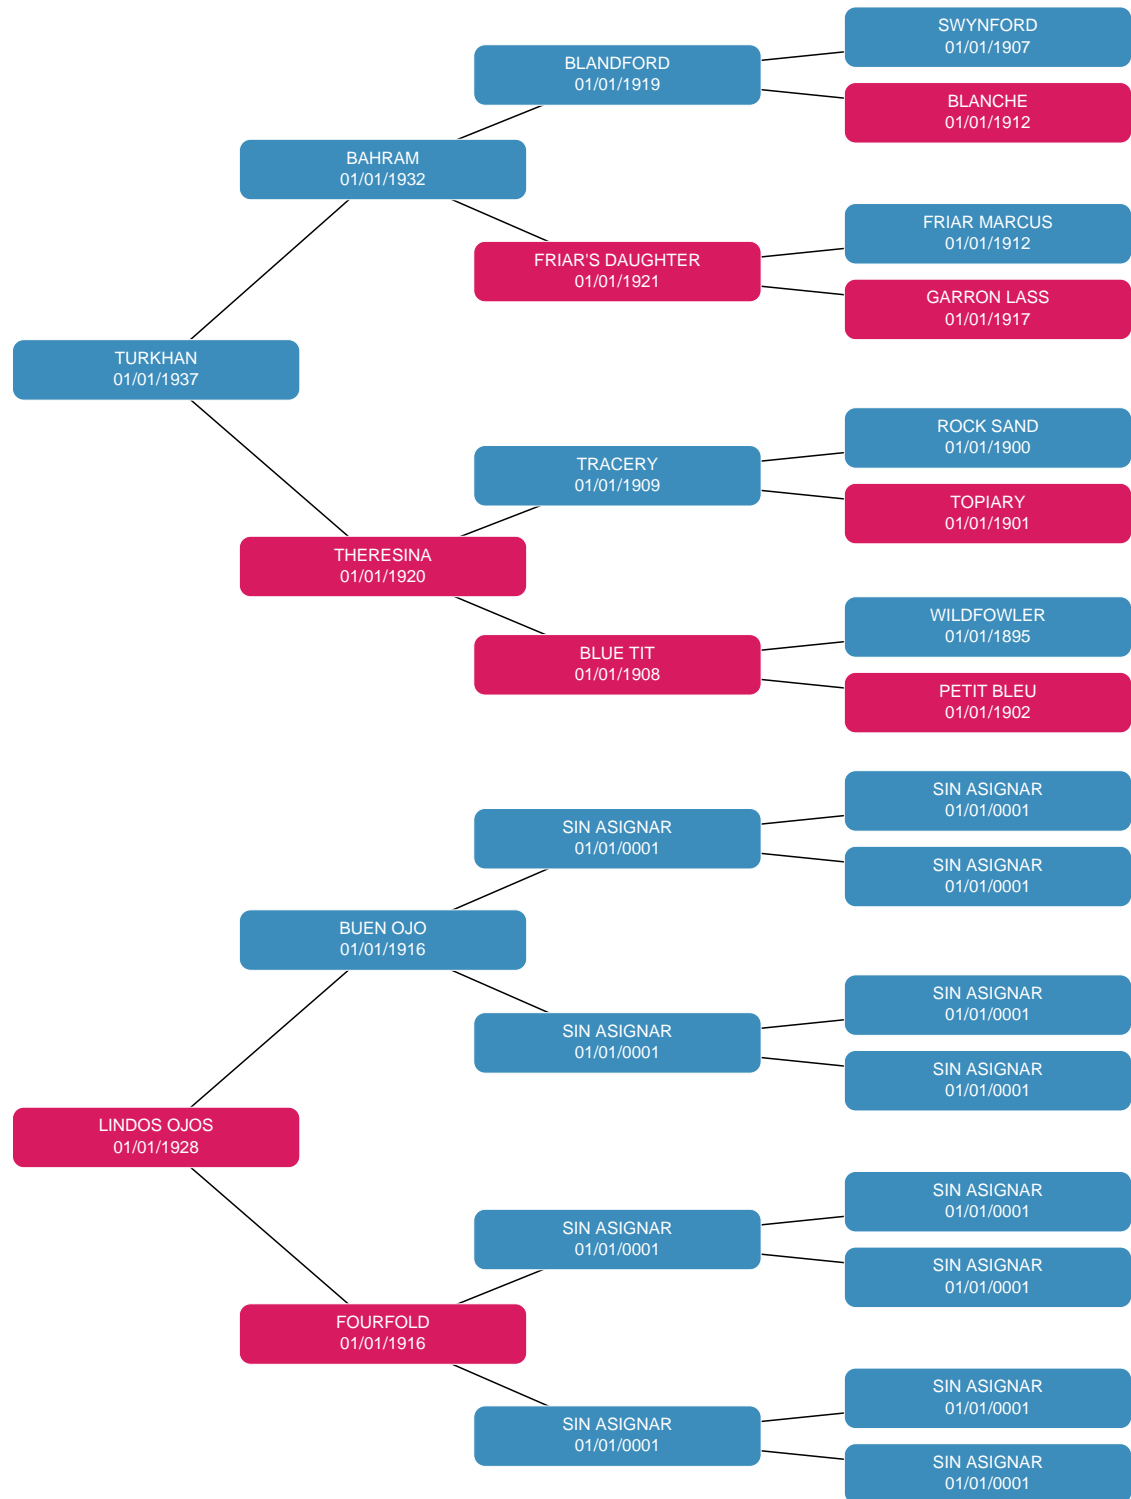 SWYNFORD
01/01/1907
BLANDFORD
01/01/1919
BLANCHE
01/01/1912
BAHRAM
01/01/1932
FRIAR MARCUS
01/01/1912
FRIAR'S DAUGHTER
01/01/1921
GARRON LASS
01/01/1917
TURKHAN
01/01/1937
ROCK SAND
01/01/1900
TRACERY
01/01/1909
TOPIARY
01/01/1901
THERESINA
01/01/1920
WILDFOWLER
01/01/1895
BLUE TIT
01/01/1908
PETIT BLEU
01/01/1902
SIN ASIGNAR
01/01/0001
SIN ASIGNAR
01/01/0001
SIN ASIGNAR
01/01/0001
BUEN OJO
01/01/1916
SIN ASIGNAR
01/01/0001
SIN ASIGNAR
01/01/0001
SIN ASIGNAR
01/01/0001
LINDOS OJOS
01/01/1928
SIN ASIGNAR
01/01/0001
SIN ASIGNAR
01/01/0001
SIN ASIGNAR
01/01/0001
FOURFOLD
01/01/1916
SIN ASIGNAR
01/01/0001
SIN ASIGNAR
01/01/0001
SIN ASIGNAR
01/01/0001